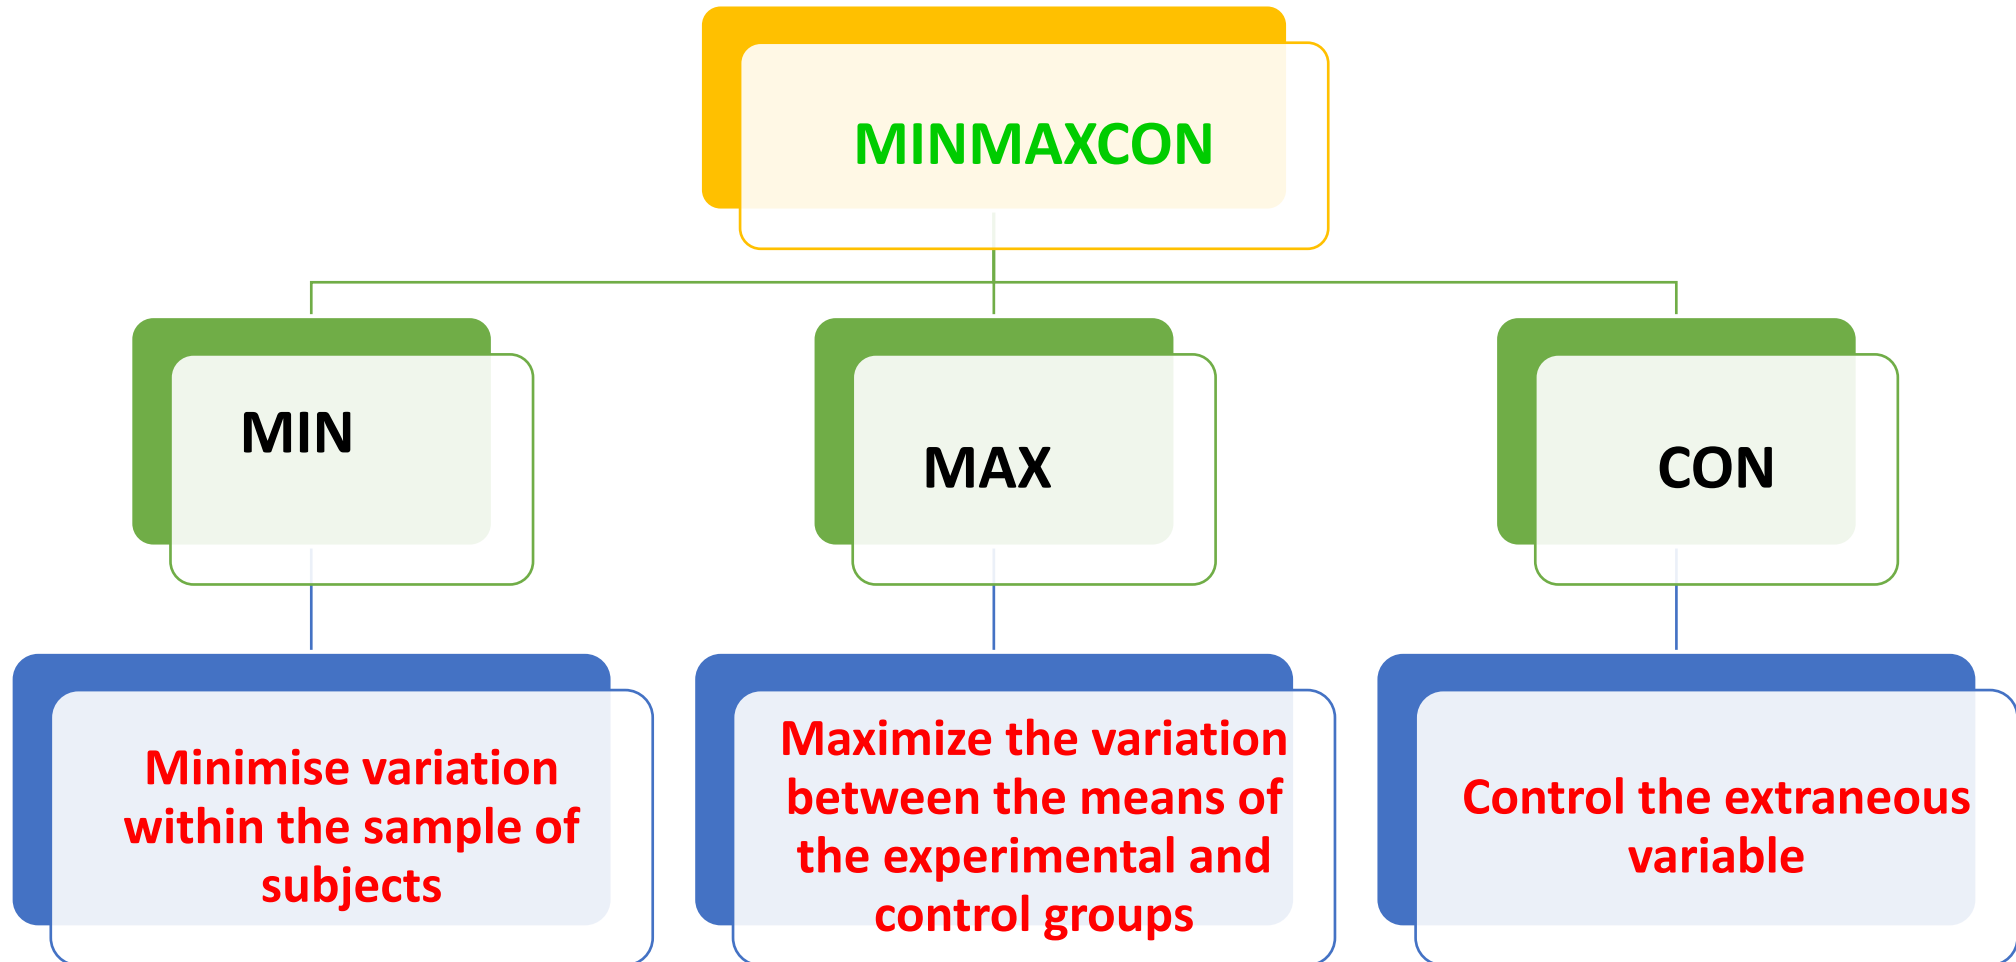 MINMAXCON
MIN
MAX
CON
Minimise variation
within the sample of
subjects
Maximize the variation
between the means of
the experimental and
control groups
Control the extraneous
variable